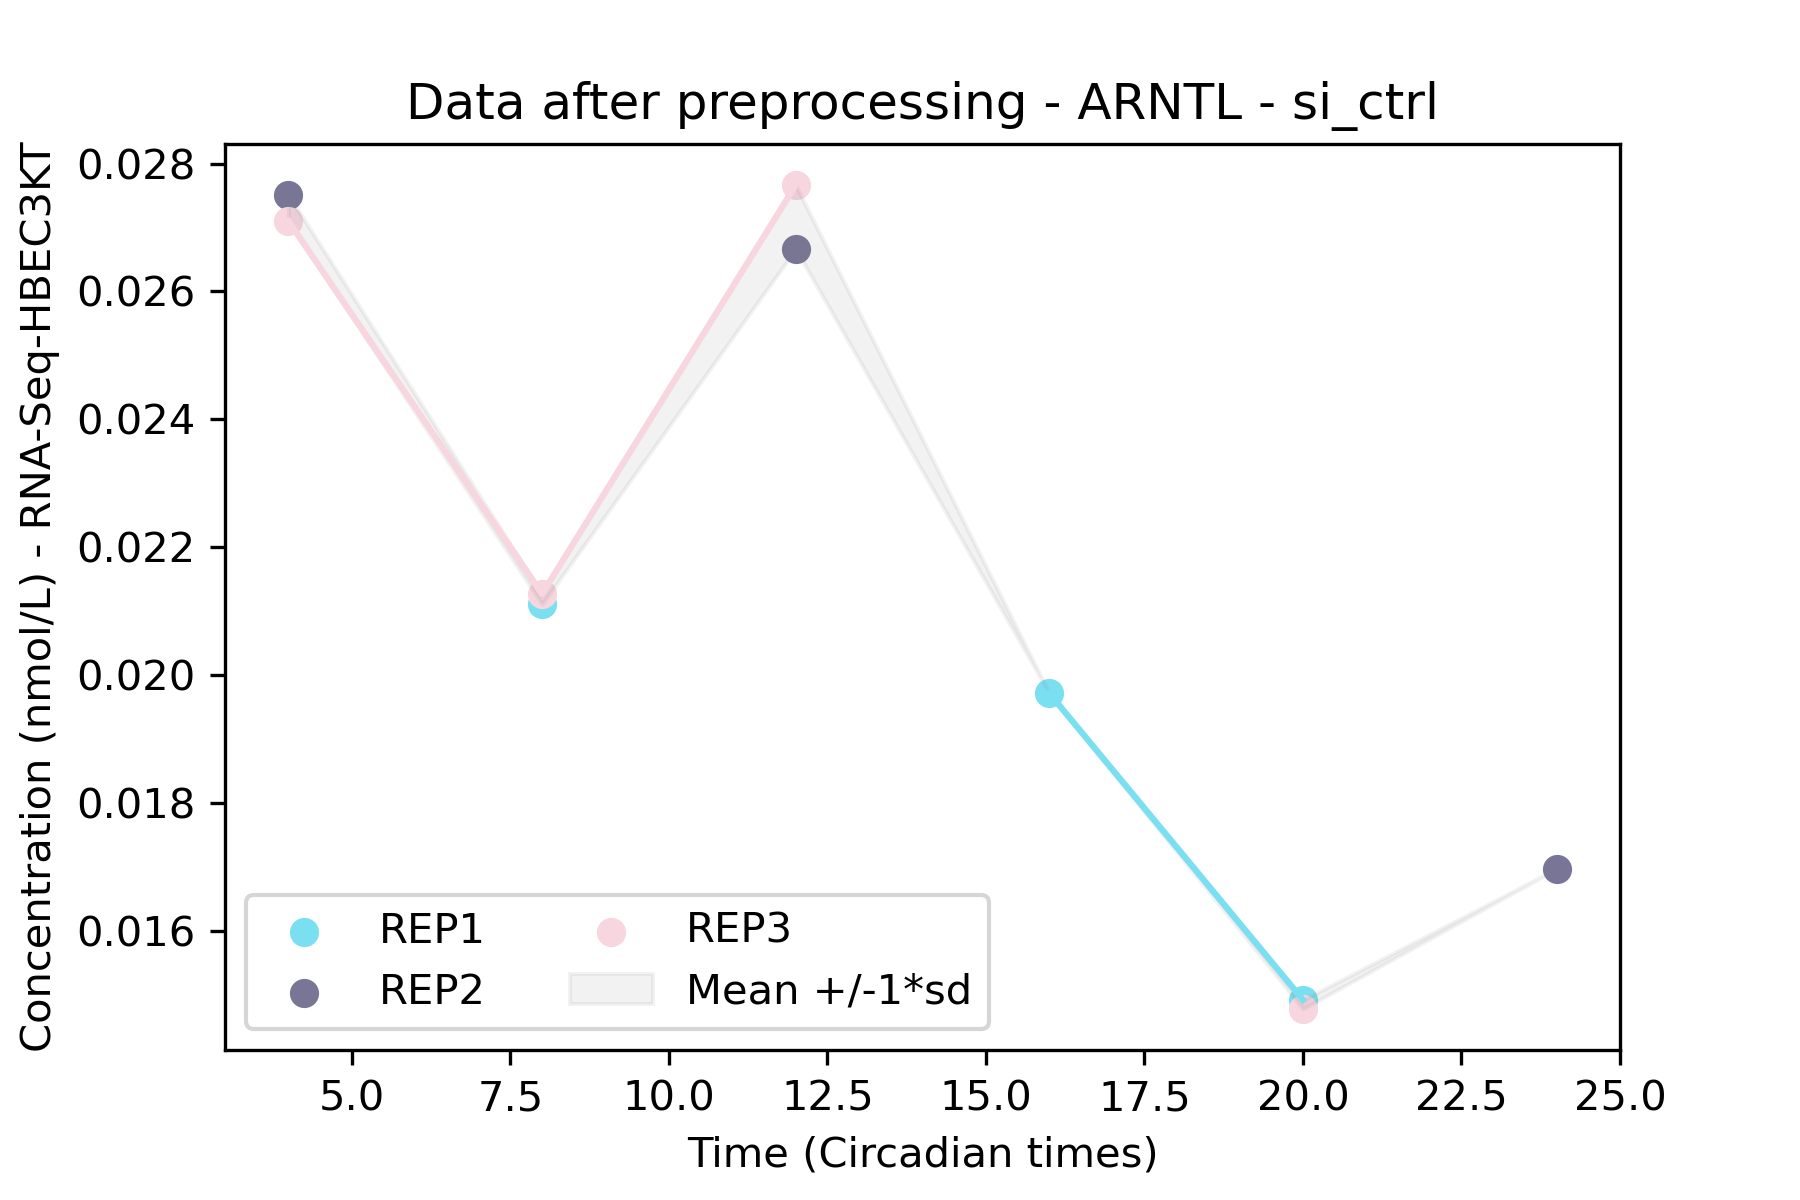 Data after preprocessing - ARNTL - si_ctrl
Concentration (nmol/L) - RNA-Seq-HBEC3KT
0.028
0.026
0.024
0.022
0.020
0.018
0.016
REP1
REP2
REP3
Mean +/-1*sd
5.0
7.5
10.0
12.5
15.0
17.5
20.0
22.5
25.0
Time (Circadian times)